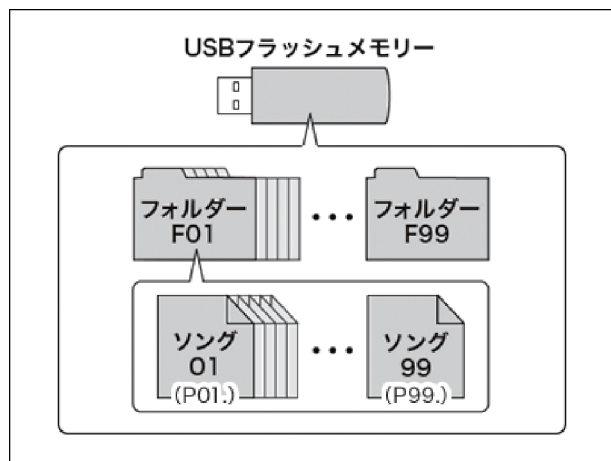 USBフラッシュメモリー
フォルダー
F01
・・・
フォルダー
F99
ソング
01
(P01.)
・・・
ソング
99
(P99.)